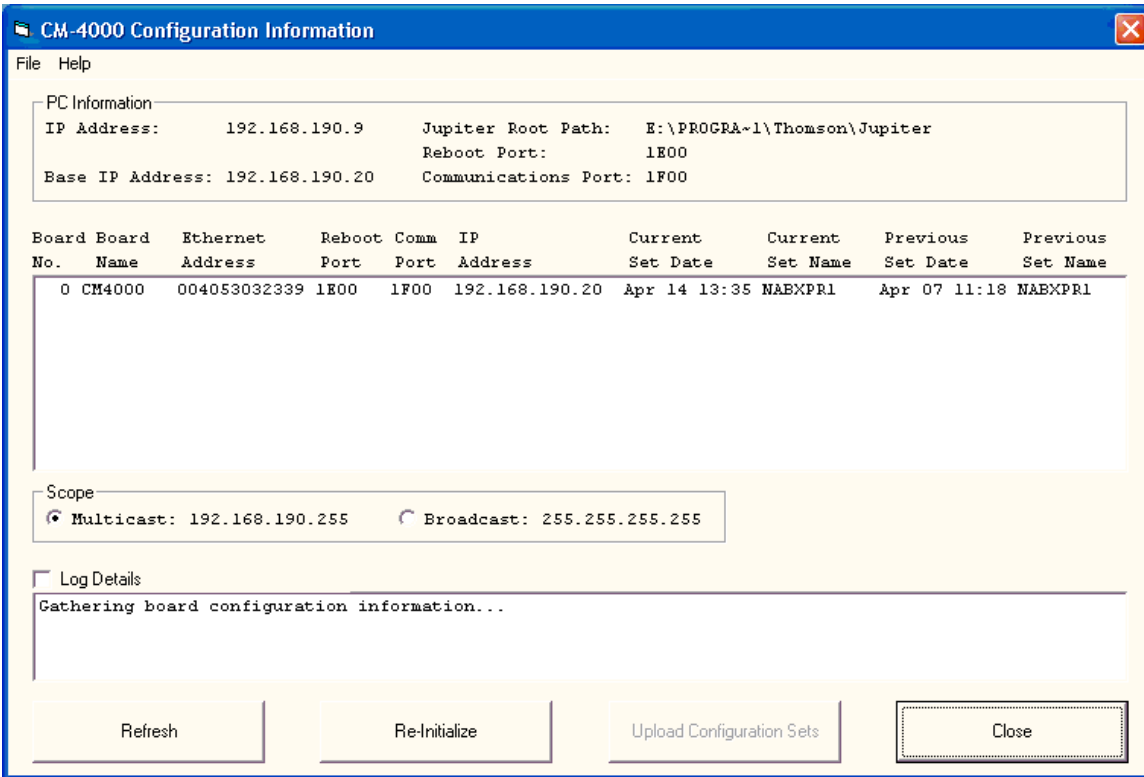 CM-4000 Configuration Information
File Help
PC Information
IP Address: 192.168.190.9 Jupiter Root Path: E:\PROGRA~1\Thomson\Jupiter
Reboot Port: 1E00
Base IP Address: 192.168.190.20 Communications Port: 1F00
Board Board Ethernet Reboot Comm IP Current Current Previous Previous
No. Name Address Port Port Address Set Date Set Name Set Date Set Name
0 CM4000 004053032339 1E00 1F00 192.168.190.20 Apr 14 13:35 NABXPR1 Apr 07 11:18 NABXPR1
Scope
Multicast: 192.168.190.255 Broadcast: 255.255.255.255
Log Details
Gathering board configuration information...
Refresh Re-Initialize Upload Configuration Sets Close